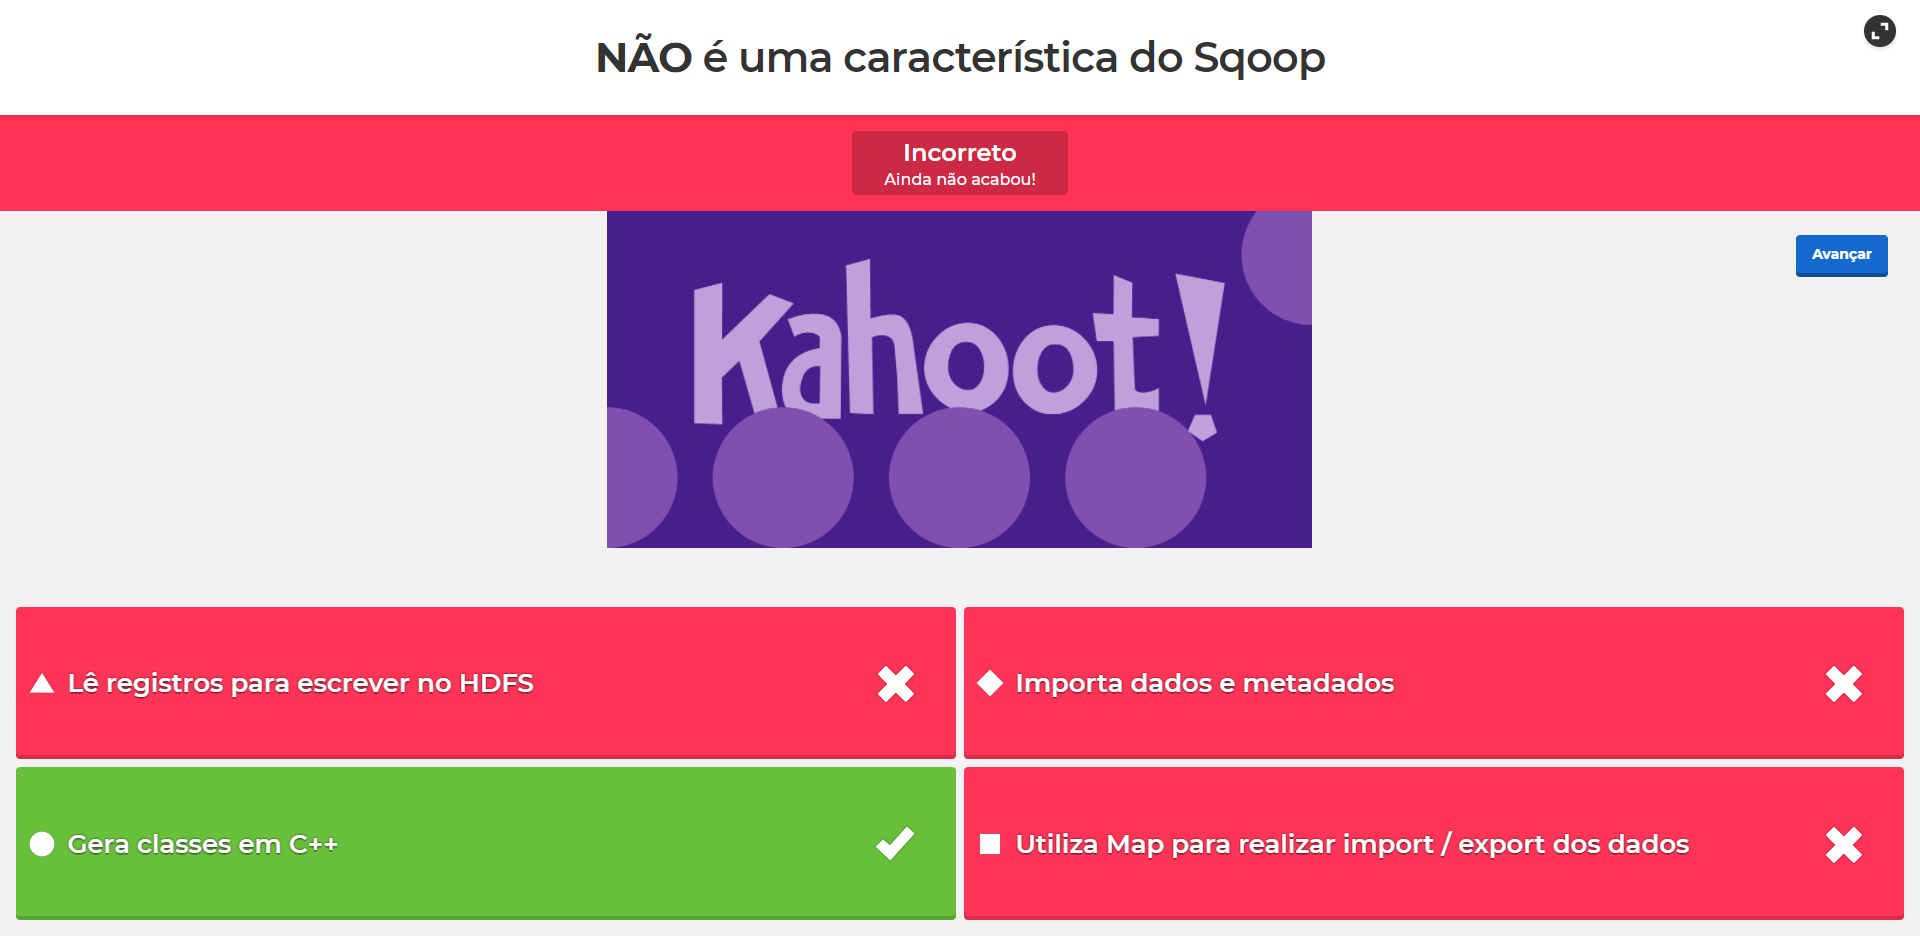 NÃO é uma característica do Sqoop
Incorreto
Ainda não acabou!
Avançar
Kahoot!
Lê registros para escrever no HDFS
Importa dados e metadados
Gera classes em C++
Utiliza Map para realizar import / export dos dados